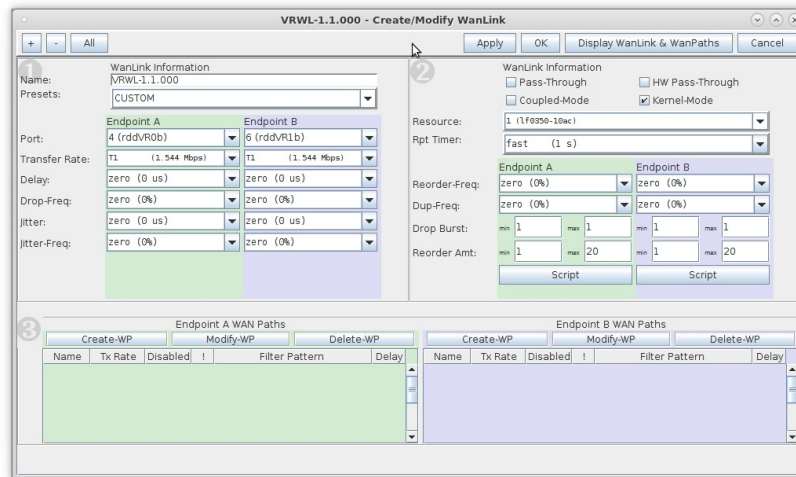 VRWL-1.1.000 - Create/Modify WanLink
+ - All Apply OK Display WanLink & WanPaths Cancel
1
WanLink Information
Name: VRWL-1.1.000
Presets: CUSTOM
Endpoint A Endpoint B
Port: 4 (rddVR0b) 6 (rddVR1b)
Transfer Rate: T1 (1.544 Mbps) T1 (1.544 Mbps)
Delay: zero (0 us) zero (0 us)
Drop-Freq: zero (0%) zero (0%)
Jitter: zero (0 us) zero (0 us)
Jitter-Freq: zero (0%) zero (0%)
2
WanLink Information
Pass-Through HW Pass-Through
Coupled-Mode Kernel-Mode
Resource: 1 (lf0350-10ac)
Rpt Timer: fast (1 s)
Endpoint A Endpoint B
Reorder-Freq: zero (0%) zero (0%)
Dup-Freq: zero (0%) zero (0%)
Drop Burst: min 1 max 1 min 1 max 1
Reorder Amt: min 1 max 20 min 1 max 20
Script Script
3
Endpoint A WAN Paths
Create-WP Modify-WP Delete-WP
Name Tx Rate Disabled ! Filter Pattern Delay
Endpoint B WAN Paths
Create-WP Modify-WP Delete-WP
Name Tx Rate Disabled ! Filter Pattern Delay